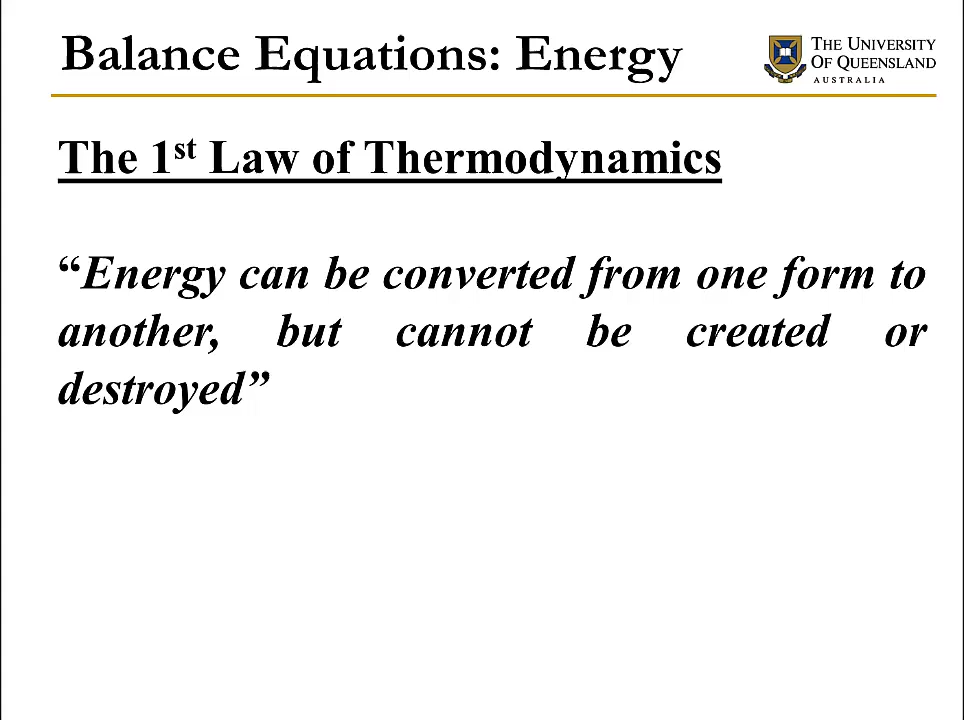 Balance Equations: Energy
THE UNIVERSITY
OF QUEENSLAND
AUSTRALIA
The 1st Law of Thermodynamics
“Energy can be converted from one form to
another, but cannot be created or
destroyed”